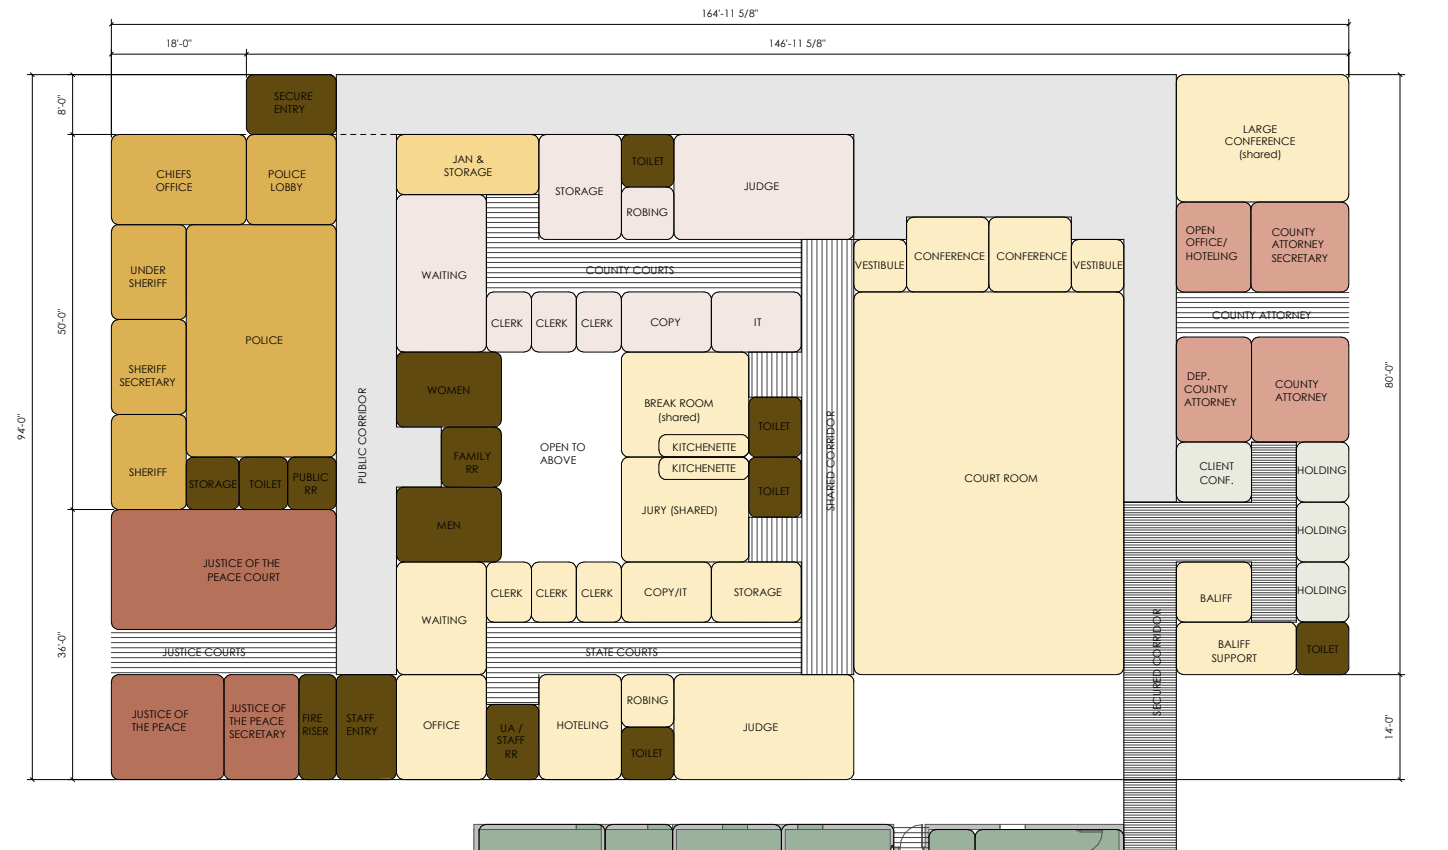 164'-11 5/8"
18'-0"
146'-11 5/8"
8'-0"
50'-0"
94'-0"
36'-0"
80'-0"
14'-0"
SECURE
ENTRY
CHIEFS
OFFICE
POLICE
LOBBY
UNDER
SHERIFF
POLICE
SHERIFF
SECRETARY
SHERIFF
STORAGE
TOILET
PUBLIC
RR
JUSTICE OF THE
PEACE COURT
JUSTICE COURTS
JUSTICE OF
THE PEACE
JUSTICE OF
THE PEACE
SECRETARY
FIRE
RISER
STAFF
ENTRY
PUBLIC CORRIDOR
JAN &
STORAGE
STORAGE
TOILET
ROBING
JUDGE
WAITING
COUNTY COURTS
CLERK
CLERK
CLERK
COPY
IT
WOMEN
FAMILY
RR
MEN
OPEN TO
ABOVE
BREAK ROOM
(shared)
KITCHENETTE
KITCHENETTE
JURY (SHARED)
TOILET
TOILET
SHARED CORRIDOR
WAITING
CLERK
CLERK
CLERK
COPY/IT
STORAGE
STATE COURTS
OFFICE
UA /
STAFF
RR
HOTELING
ROBING
TOILET
JUDGE
VESTIBULE
CONFERENCE
CONFERENCE
VESTIBULE
COURT ROOM
SECURED CORRIDOR
LARGE
CONFERENCE
(shared)
OPEN
OFFICE/
HOTELING
COUNTY
ATTORNEY
SECRETARY
COUNTY ATTORNEY
DEP.
COUNTY
ATTORNEY
COUNTY
ATTORNEY
CLIENT
CONF.
HOLDING
HOLDING
HOLDING
BALIFF
BALIFF
SUPPORT
TOILET